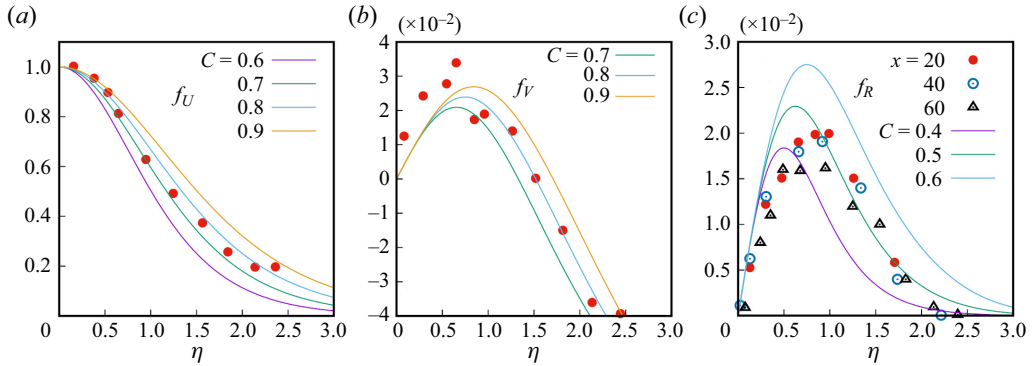 (a)
C = 0.6
0.7
0.8
0.9
f_U
1.0
0.8
0.6
0.4
0.2
0 0.5 1.0 1.5 2.0 2.5 3.0
η
(b)
(×10⁻²)
C = 0.7
0.8
0.9
f_V
4
3
2
1
0
−1
−2
−3
−4
0 0.5 1.0 1.5 2.0 2.5 3.0
η
(c)
(×10⁻²)
x = 20
40
60
C = 0.4
0.5
0.6
f_R
3.0
2.5
2.0
1.5
1.0
0.5
0 0.5 1.0 1.5 2.0 2.5 3.0
η